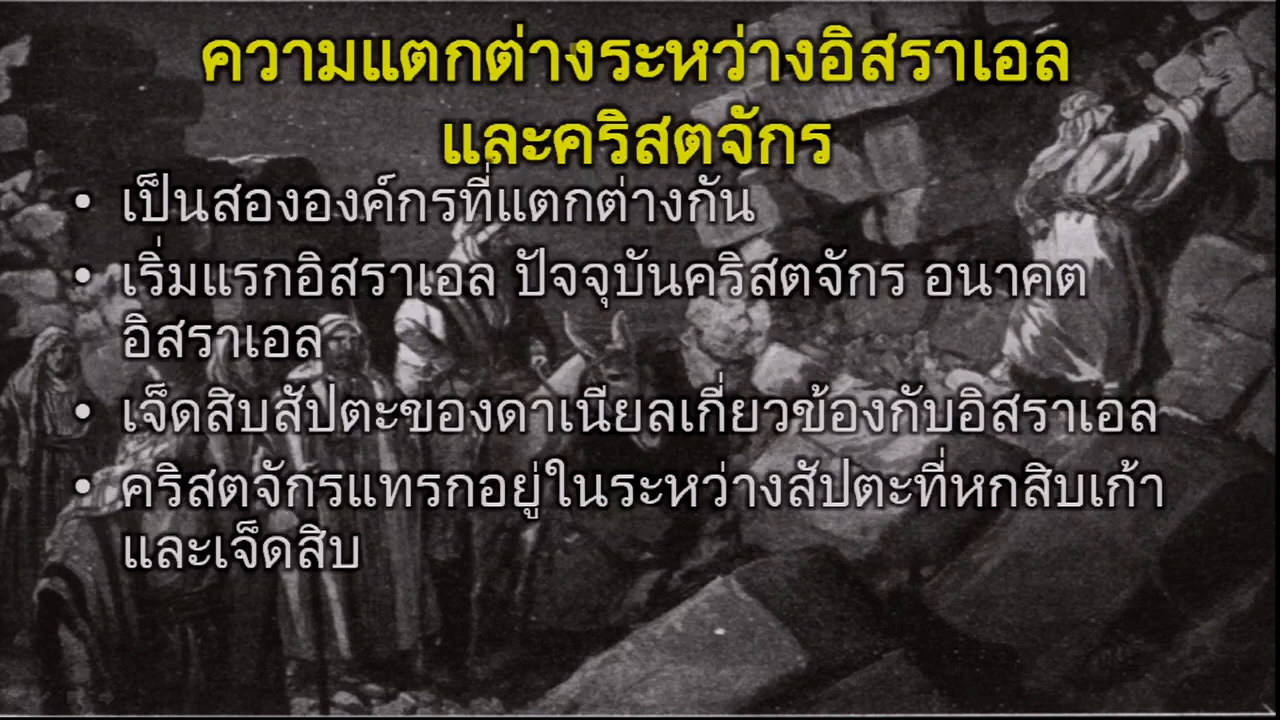 ความแตกต่างระหว่างอิสราเอล
และคริสตจักร
• เป็นสององค์กรที่แตกต่างกัน
• เริ่มแรกอิสราเอล ปัจจุบันคริสตจักร อนาคต
อิสราเอล
• เจ็ดสิบสัปตะของดาเนียลเกี่ยวข้องกับอิสราเอล
• คริสตจักรแทรกอยู่ในระหว่างสัปตะที่หกสิบเก้า
และเจ็ดสิบ